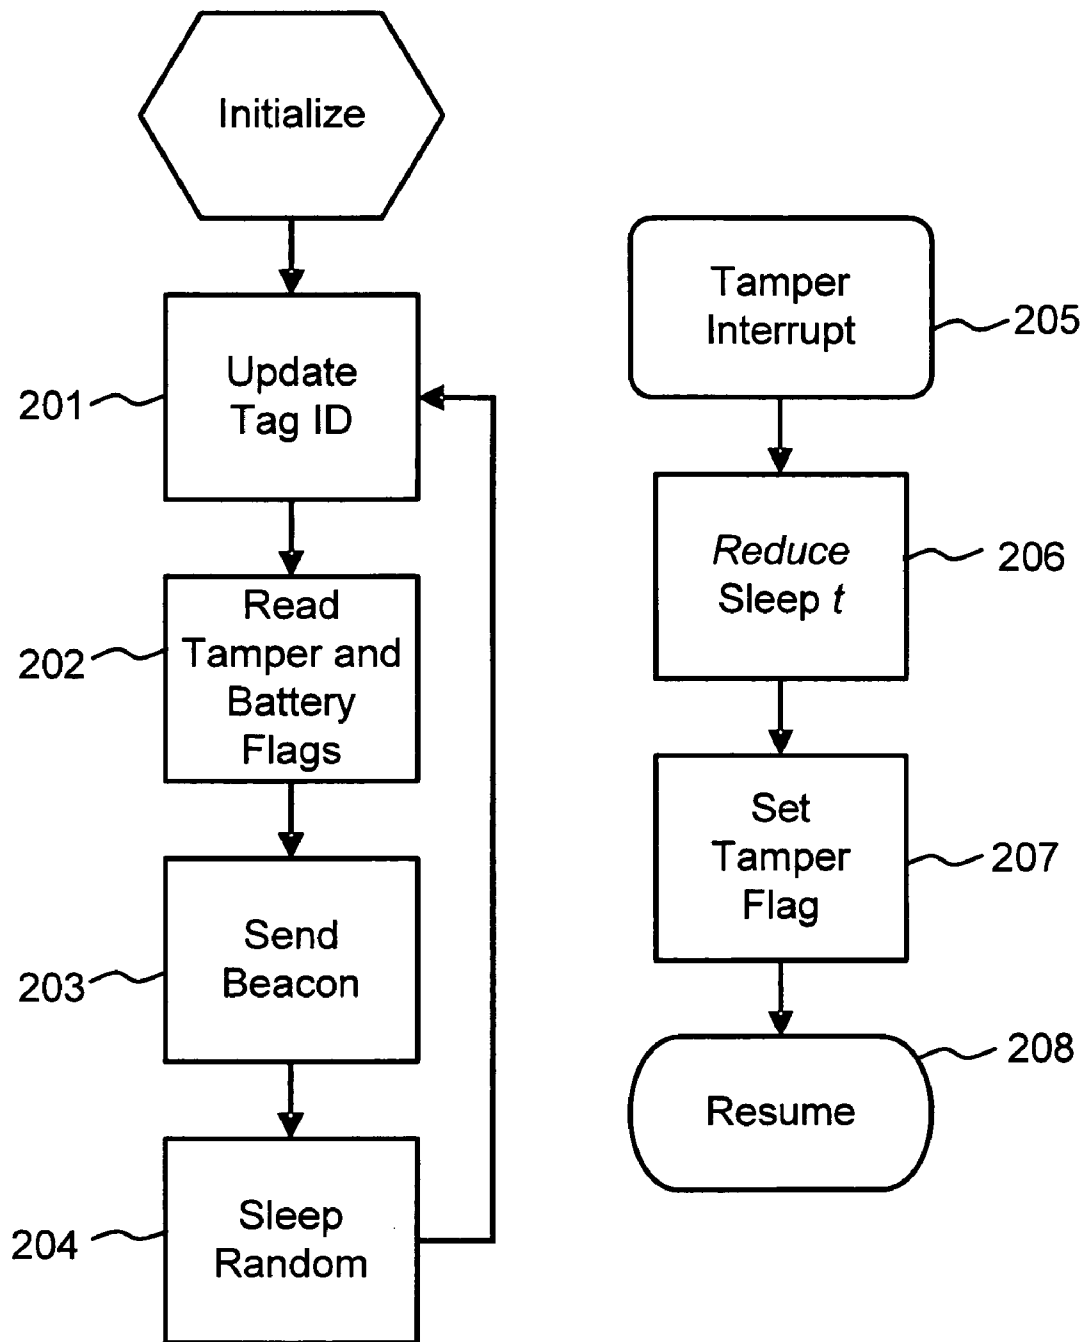 Initialize
Update
Tag ID
201
Read
Tamper and
Battery
Flags
202
Send
Beacon
203
Sleep
Random
204
Tamper
Interrupt
205
Reduce
Sleep t
206
Set
Tamper
Flag
207
Resume
208